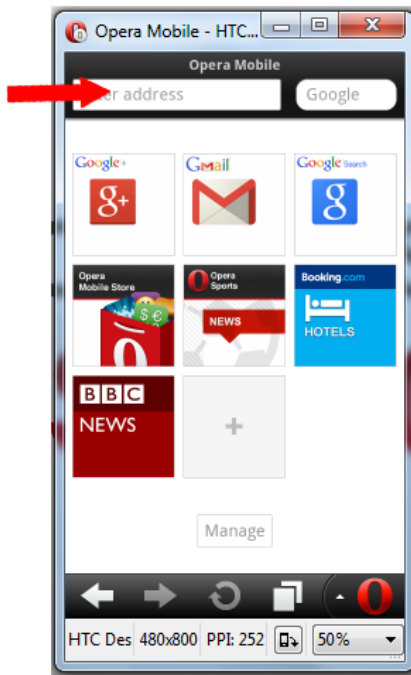 Opera Mobile - HTC...
Opera Mobile
er address
Google
Google+
g+
GMail
Google Search
g
Opera
Mobile Store
$ €
Opera
Sports
NEWS
Booking.com
HOTELS
BBC
NEWS
+
Manage
HTC Des 480x800 PPI: 252 50%